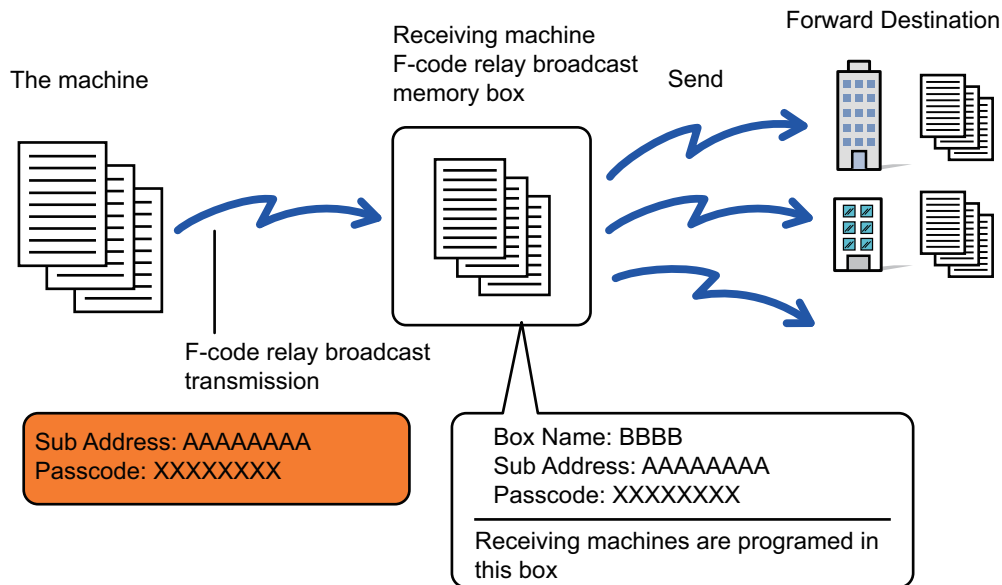 The machine
Receiving machine
F-code relay broadcast
memory box
Send
Forward Destination
F-code relay broadcast
transmission
Sub Address: AAAAAAAA
Passcode: XXXXXXXX
Box Name: BBBB
Sub Address: AAAAAAAA
Passcode: XXXXXXXX
Receiving machines are programed in
this box